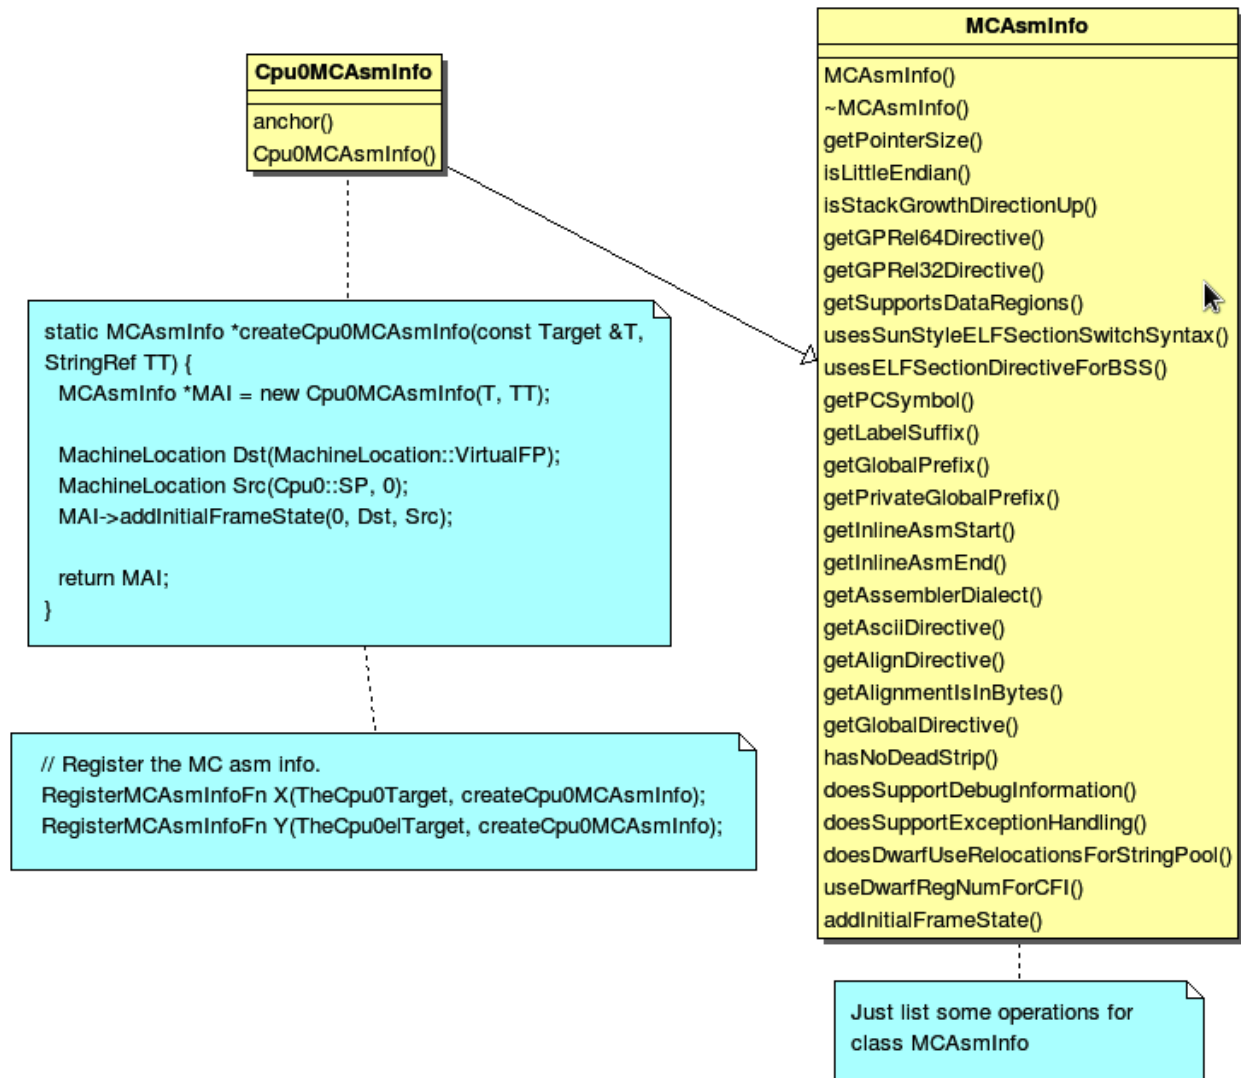 Cpu0MCAsmInfo
anchor()
Cpu0MCAsmInfo()
static MCAsmInfo *createCpu0MCAsmInfo(const Target &T,
StringRef TT) {
MCAsmInfo *MAI = new Cpu0MCAsmInfo(T, TT);
MachineLocation Dst(MachineLocation::VirtualFP);
MachineLocation Src(Cpu0::SP, 0);
MAI->addInitialFrameState(0, Dst, Src);
return MAI;
}
// Register the MC asm info.
RegisterMCAsmInfoFn X(TheCpu0Target, createCpu0MCAsmInfo);
RegisterMCAsmInfoFn Y(TheCpu0elTarget, createCpu0MCAsmInfo);
MCAsmInfo
MCAsmInfo()
~MCAsmInfo()
getPointerSize()
isLittleEndian()
isStackGrowthDirectionUp()
getGPRel64Directive()
getGPRel32Directive()
getSupportsDataRegions()
usesSunStyleELFSectionSwitchSyntax()
usesELFSectionDirectiveForBSS()
getPCSymbol()
getLabelSuffix()
getGlobalPrefix()
getPrivateGlobalPrefix()
getInlineAsmStart()
getInlineAsmEnd()
getAssemblerDialect()
getAsciiDirective()
getAlignDirective()
getAlignmentIsInBytes()
getGlobalDirective()
hasNoDeadStrip()
doesSupportDebugInformation()
doesSupportExceptionHandling()
doesDwarfUseRelocationsForStringPool()
useDwarfRegNumForCFI()
addInitialFrameState()
Just list some operations for
class MCAsmInfo